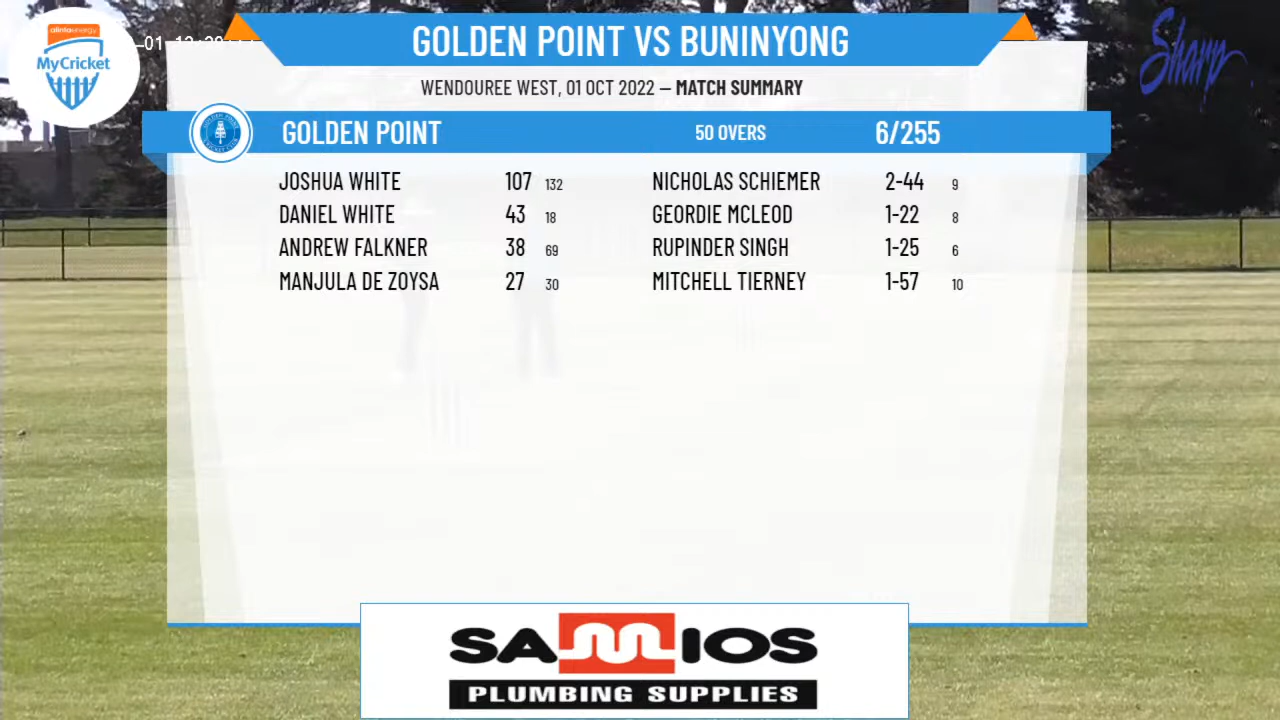 GOLDEN POINT VS BUNINYONG
alintaenergy
MyCricket
Sharp
WENDOUREE WEST, 01 OCT 2022 – MATCH SUMMARY
GOLDEN POINT 50 OVERS 6/255
JOSHUA WHITE 107 132 NICHOLAS SCHIEMER 2-44 9
DANIEL WHITE 43 18 GEORDIE MCLEOD 1-22 8
ANDREW FALKNER 38 69 RUPINDER SINGH 1-25 6
MANJULA DE ZOYSA 27 30 MITCHELL TIERNEY 1-57 10
SAMIOS
PLUMBING SUPPLIES